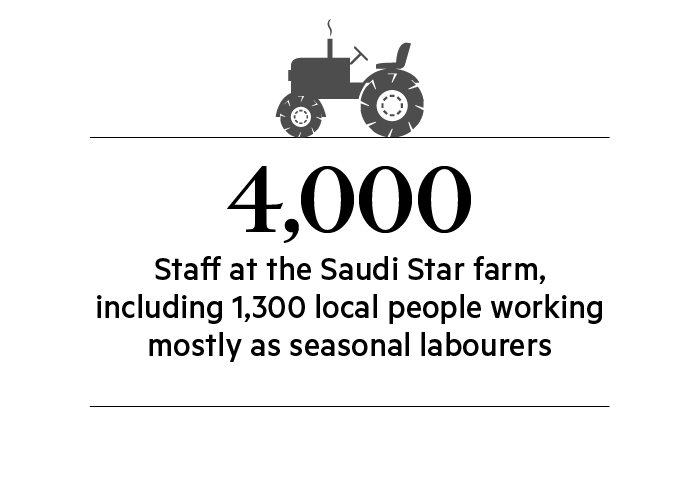 4,000
Staff at the Saudi Star farm,
including 1,300 local people working
mostly as seasonal labourers